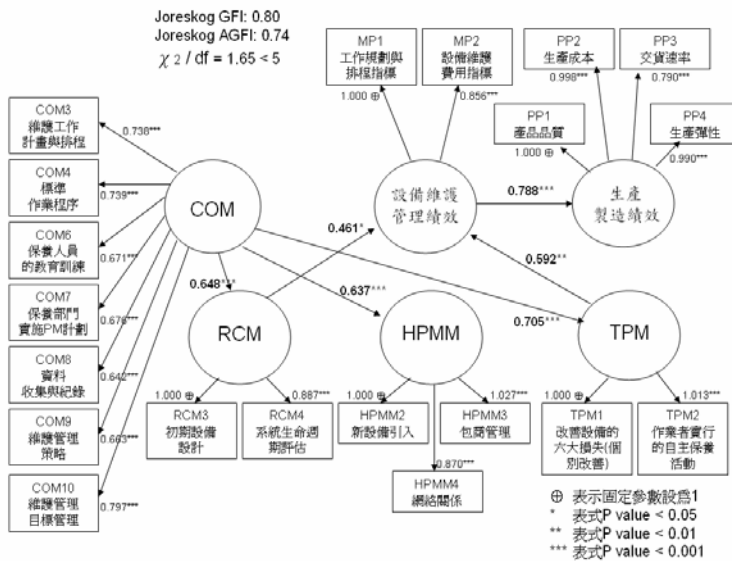 Joreskog GFI: 0.80
Joreskog AGFI: 0.74
χ 2 / df = 1.65 < 5
MP1
工作規劃與
排程指標
1.000 ⊕
MP2
設備維護
費用指標
0.856***
PP2
生產成本
0.998***
PP3
交貨速率
0.790***
PP1
產品品質
1.000 ⊕
PP4
生產彈性
0.990***
COM3
維護工作
計畫與排程
0.738***
COM4
標準
作業程序
0.739***
COM6
保養人員
的教育訓練
0.671***
COM7
保養部門
實施PM計劃
0.676***
COM8
資料
收集與紀錄
0.642***
COM9
維護管理
策略
0.663***
COM10
維護管理
目標管理
0.797***
COM
設備維護
管理績效
0.788***
生產
製造績效
0.461*
0.592**
0.648***
0.637***
0.705***
RCM
HPMM
TPM
1.000 ⊕
0.887***
1.000 ⊕
1.027***
1.000 ⊕
1.013***
RCM3
初期設備
設計
RCM4
系統生命週
期評估
HPMM2
新設備引入
HPMM3
包商管理
0.870***
HPMM4
網絡關係
TPM1
改善設備的
六大損失(個
別改善)
TPM2
作業者實行
的自主保養
活動
⊕ 表示固定參數設為1
* 表式P value < 0.05
** 表式P value < 0.01
*** 表式P value < 0.001